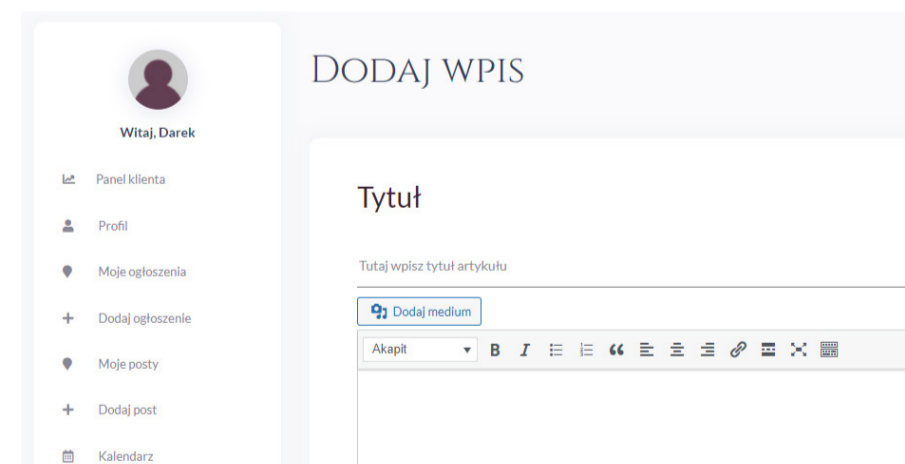 Witaj, Darek
Panel klienta
Profil
Moje ogłoszenia
Dodaj ogłoszenie
Moje posty
Dodaj post
Kalendarz
Dodaj wpis
Tytuł
Tutaj wpisz tytuł artykułu
Dodaj medium
Akapit